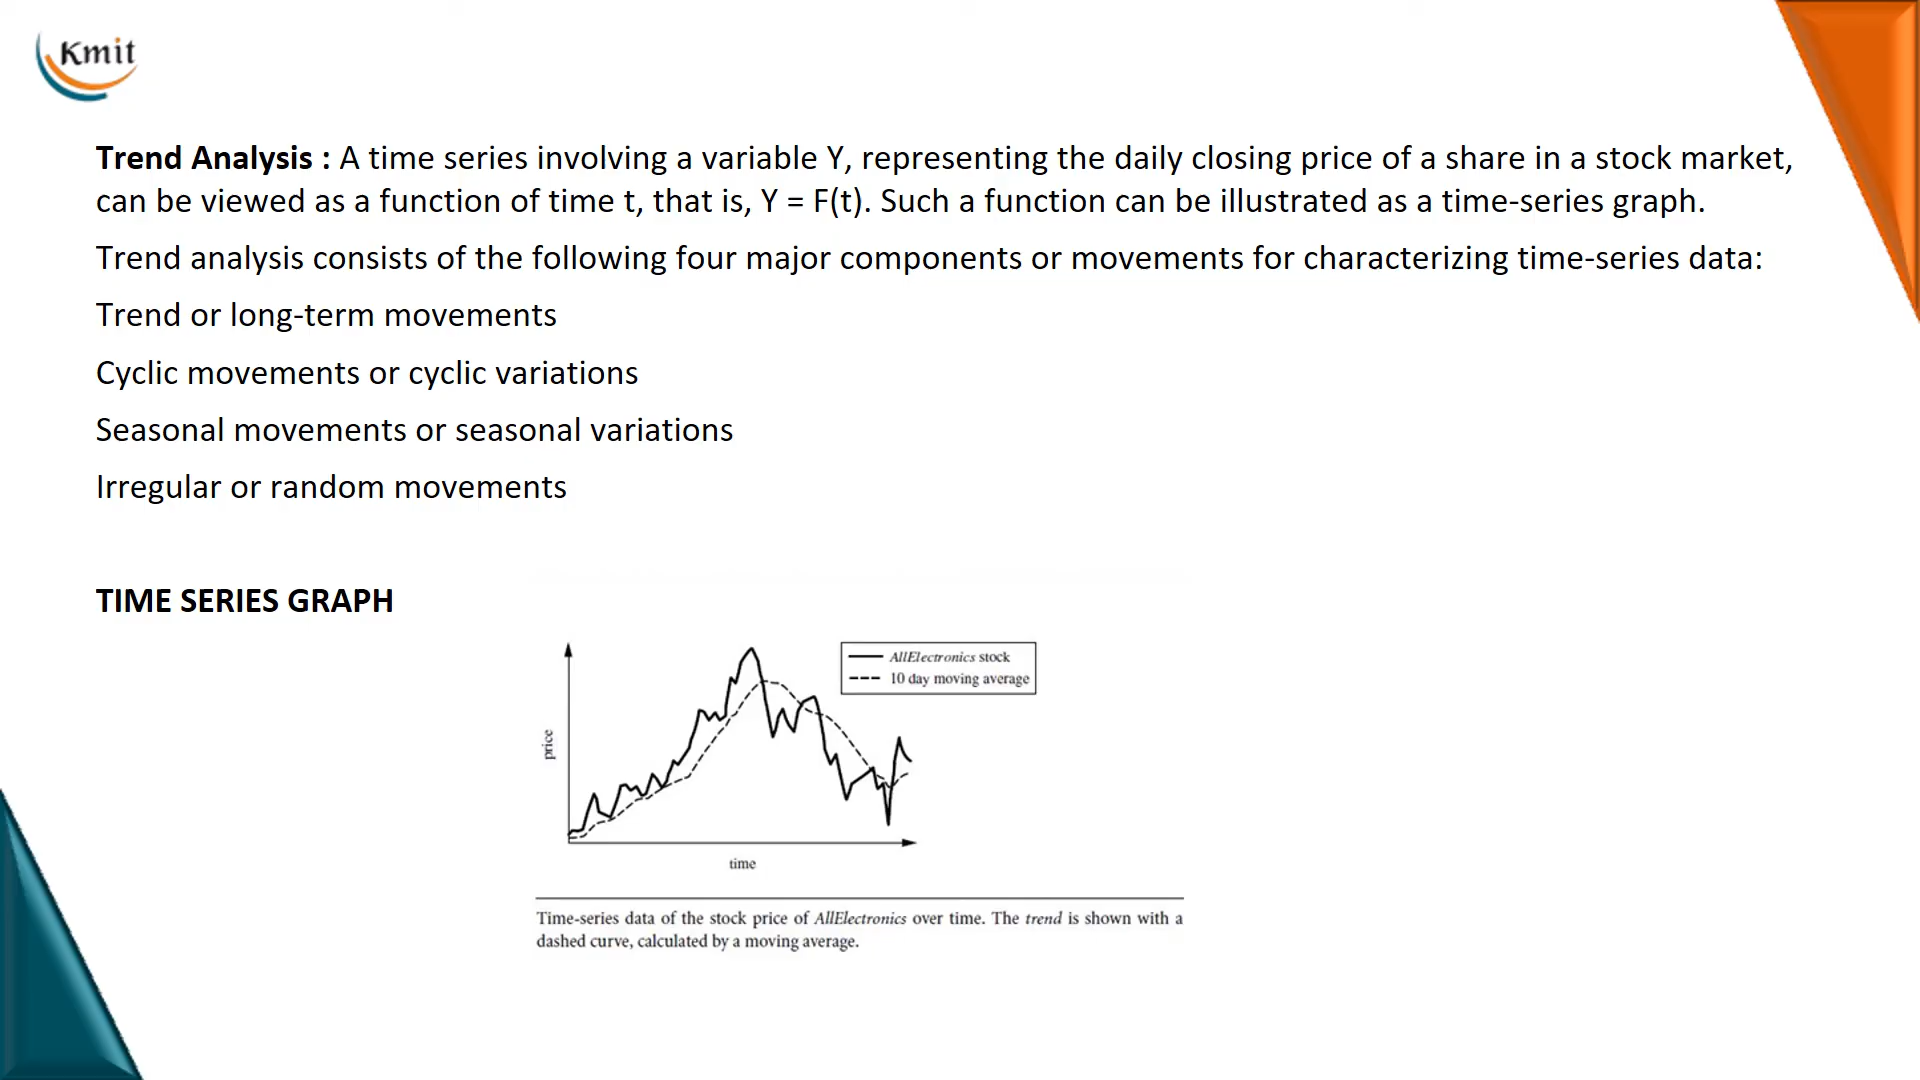 Kmit
Trend Analysis : A time series involving a variable Y, representing the daily closing price of a share in a stock market,
can be viewed as a function of time t, that is, Y = F(t). Such a function can be illustrated as a time-series graph.
Trend analysis consists of the following four major components or movements for characterizing time-series data:
Trend or long-term movements
Cyclic movements or cyclic variations
Seasonal movements or seasonal variations
Irregular or random movements
TIME SERIES GRAPH
AllElectronics stock
10 day moving average
price
time
Time-series data of the stock price of AllElectronics over time. The trend is shown with a
dashed curve, calculated by a moving average.